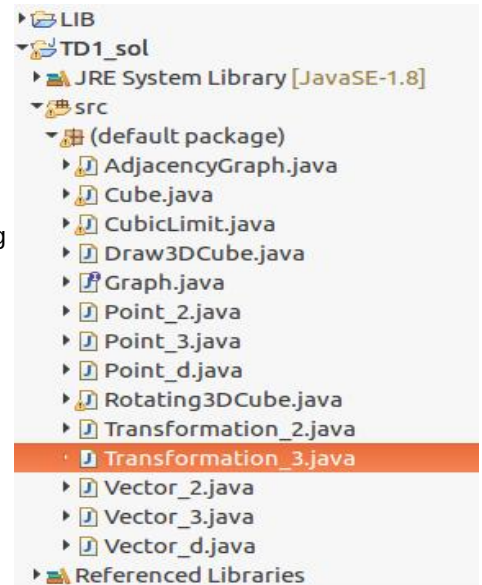 LIB
TD1_sol
JRE System Library [JavaSE-1.8]
src
(default package)
AdjacencyGraph.java
Cube.java
CubicLimit.java
g
Draw3DCube.java
Graph.java
Point_2.java
Point_3.java
Point_d.java
Rotating3DCube.java
Transformation_2.java
Transformation_3.java
Vector_2.java
Vector_3.java
Vector_d.java
Referenced Libraries